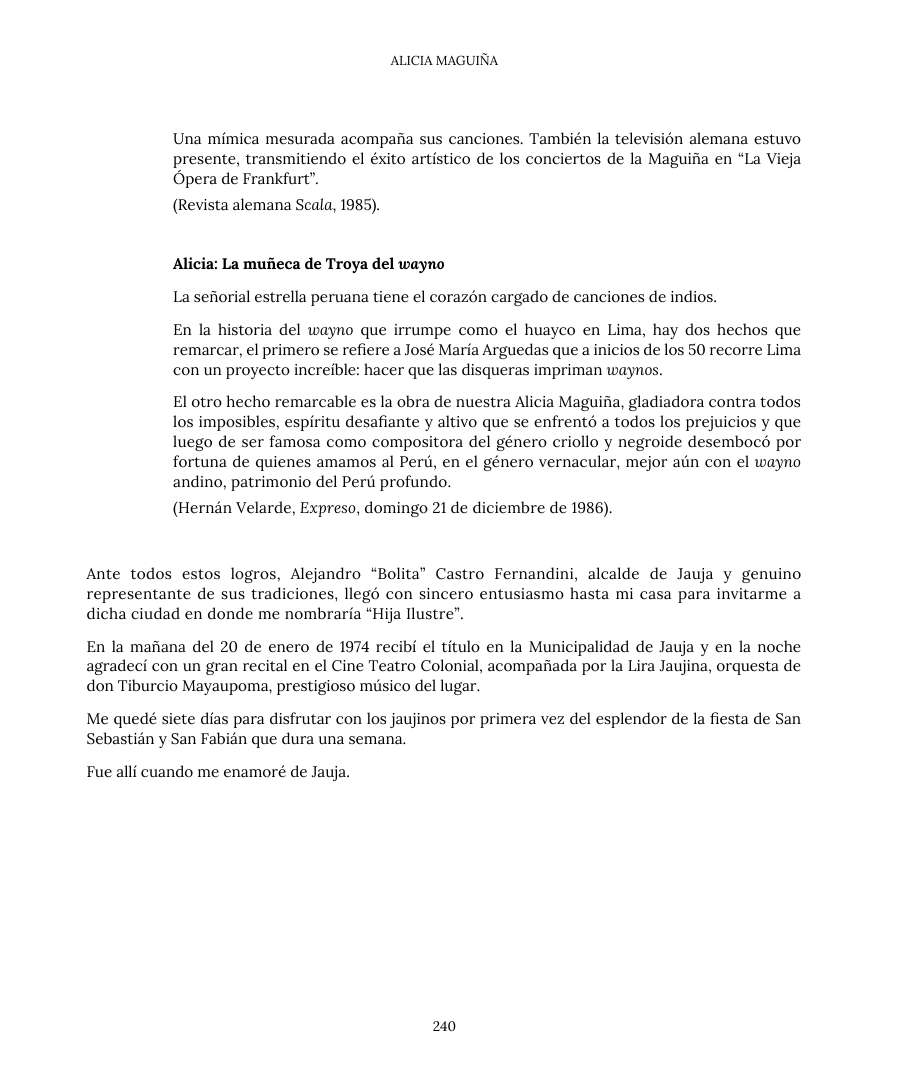 ALICIA MAGUIÑA
Una mímica mesurada acompaña sus canciones. También la televisión alemana estuvo
presente, transmitiendo el éxito artístico de los conciertos de la Maguiña en “La Vieja
Ópera de Frankfurt”.
(Revista alemana Scala, 1985).
Alicia: La muñeca de Troya del wayno
La señorial estrella peruana tiene el corazón cargado de canciones de indios.
En la historia del wayno que irrumpe como el huayco en Lima, hay dos hechos que
remarcar, el primero se refiere a José María Arguedas que a inicios de los 50 recorre Lima
con un proyecto increíble: hacer que las disqueras impriman waynos.
El otro hecho remarcable es la obra de nuestra Alicia Maguiña, gladiadora contra todos
los imposibles, espíritu desafiante y altivo que se enfrentó a todos los prejuicios y que
luego de ser famosa como compositora del género criollo y negroide desembocó por
fortuna de quienes amamos al Perú, en el género vernacular, mejor aún con el wayno
andino, patrimonio del Perú profundo.
(Hernán Velarde, Expreso, domingo 21 de diciembre de 1986).
Ante todos estos logros, Alejandro “Bolita” Castro Fernandini, alcalde de Jauja y genuino
representante de sus tradiciones, llegó con sincero entusiasmo hasta mi casa para invitarme a
dicha ciudad en donde me nombraría “Hija Ilustre”.
En la mañana del 20 de enero de 1974 recibí el título en la Municipalidad de Jauja y en la noche
agradecí con un gran recital en el Cine Teatro Colonial, acompañada por la Lira Jaujina, orquesta de
don Tiburcio Mayaupoma, prestigioso músico del lugar.
Me quedé siete días para disfrutar con los jaujinos por primera vez del esplendor de la fiesta de San
Sebastián y San Fabián que dura una semana.
Fue allí cuando me enamoré de Jauja.
240